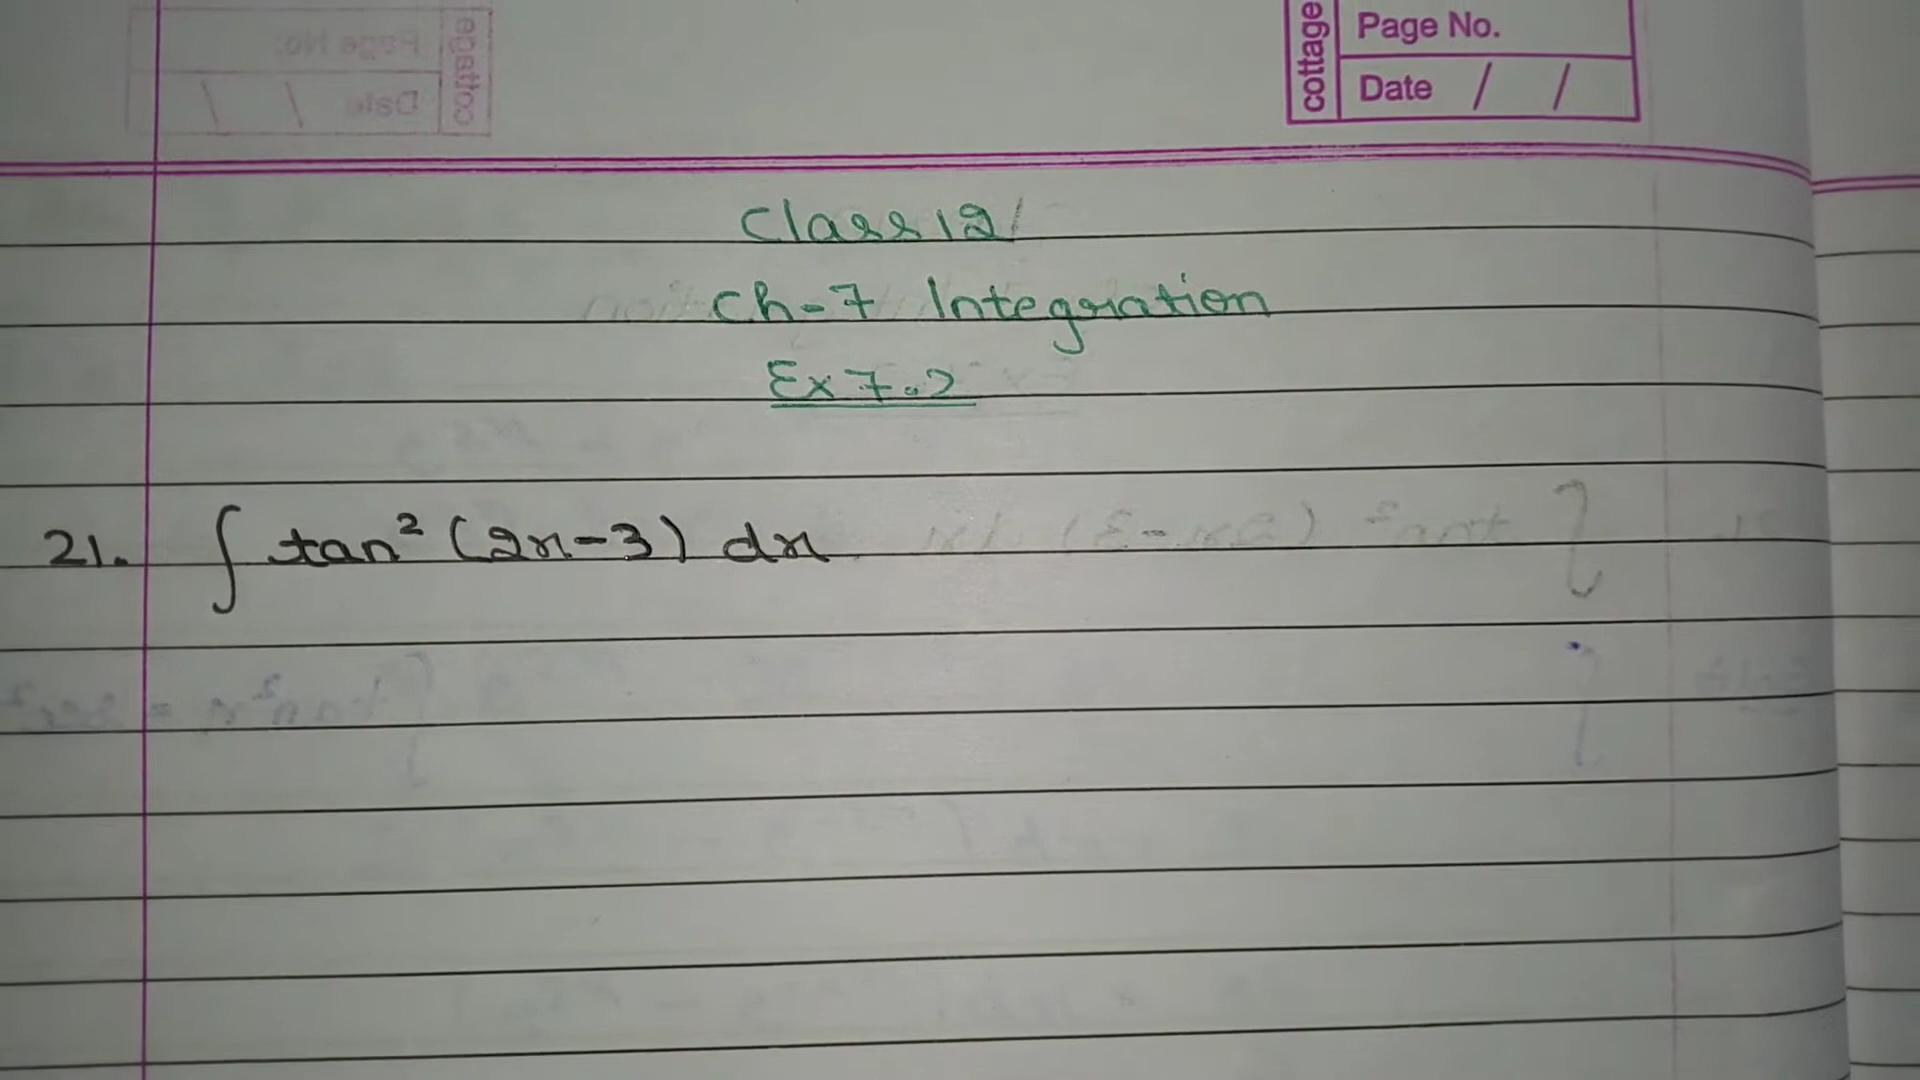 cottage
Page No.
Date / /
Class 12
Ch-7 Integration
Ex 7.2
21. ∫ tan² (2x-3) dx